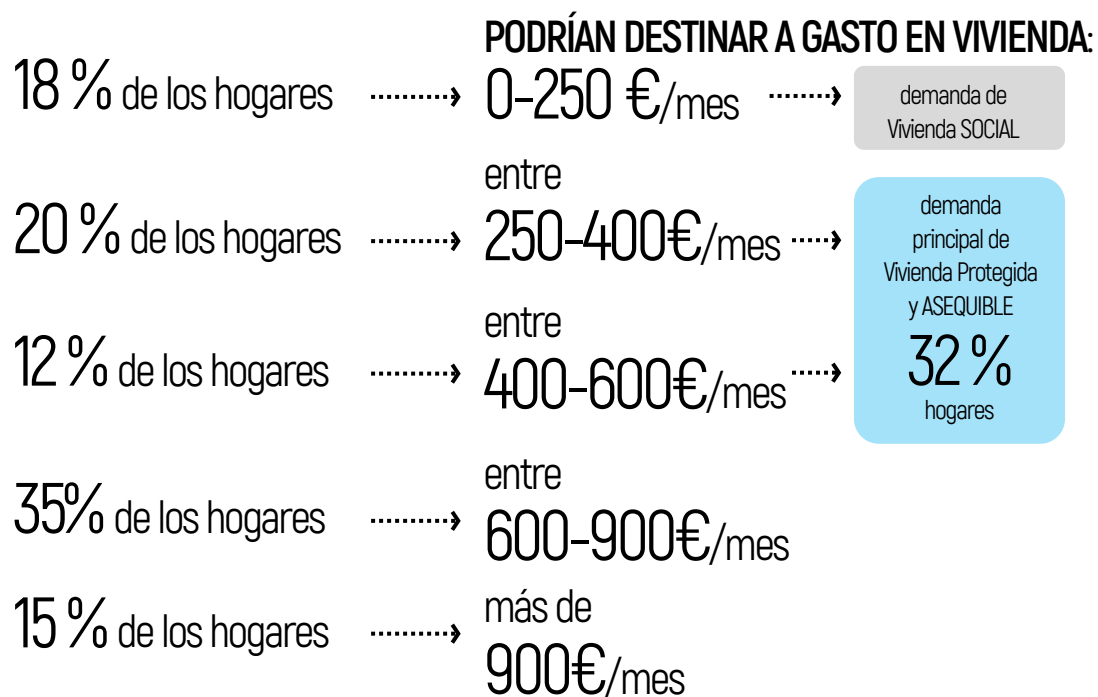 PODRÍAN DESTINAR A GASTO EN VIVIENDA:
18 % de los hogares
0-250 €/mes
demanda de
Vivienda SOCIAL
20 % de los hogares
entre
250-400€/mes
12 % de los hogares
entre
400-600€/mes
demanda
principal de
Vivienda Protegida
y ASEQUIBLE
32 %
hogares
35% de los hogares
entre
600-900€/mes
15 % de los hogares
más de
900€/mes